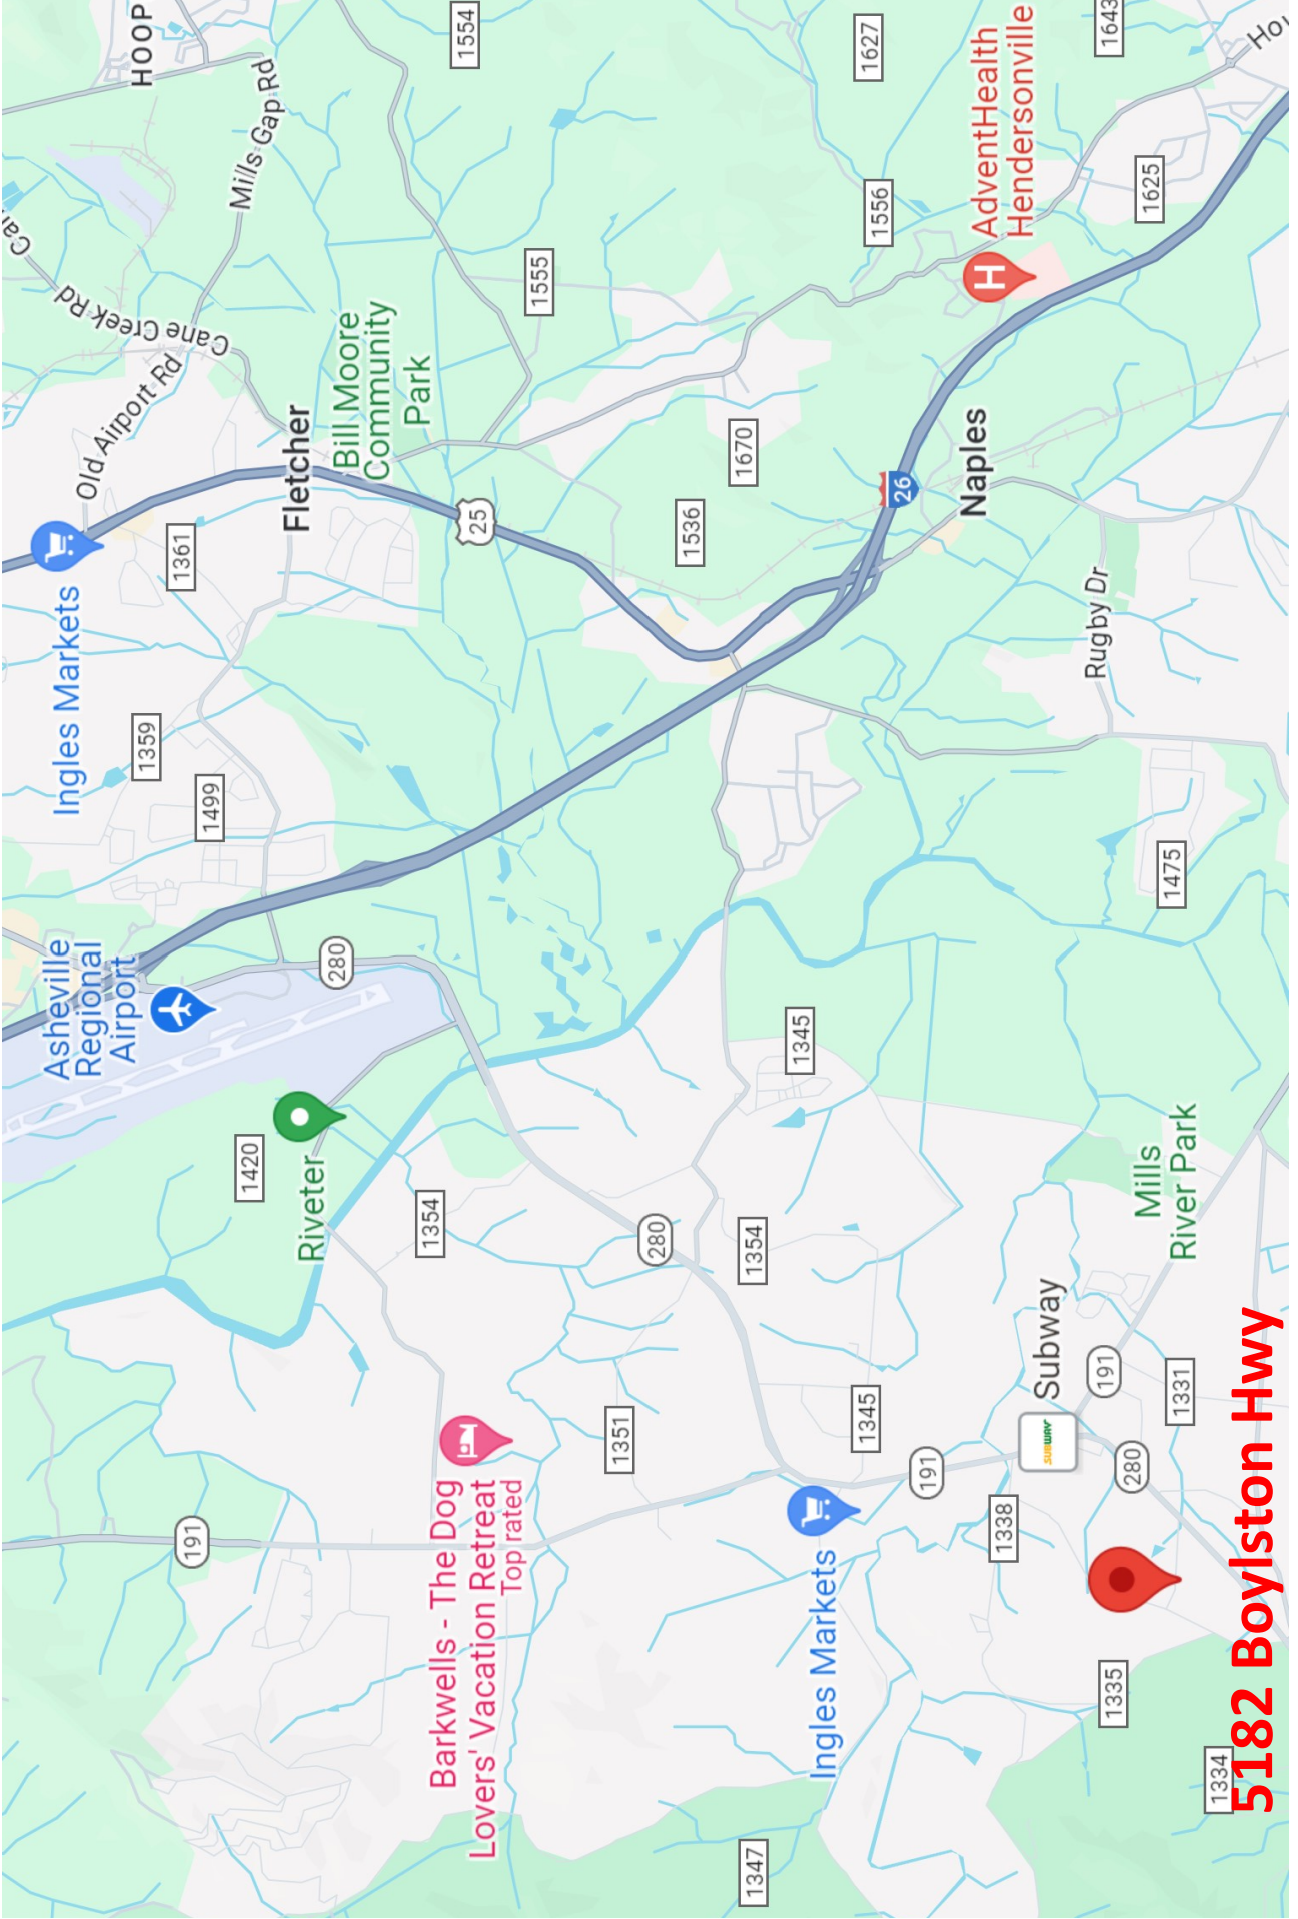 Asheville
Regional
Airport
Ingles Markets
Old Airport Rd
Cane Creek Rd
HOOP
Mills Gap Rd
1359
1361
191
1499
1420
Riveter
Fletcher
280
Bill Moore
Community
Park
1354
Barkwells - The Dog
Lovers' Vacation Retreat
Top rated
25
1554
1555
1351
280
1536
1670
1347
1354
1345
Ingles Markets
1345
1627
1556
26
191
Naples
AdventHealth
Hendersonville
1338
Subway
SUBWAY
Rugby Dr
191
1335
280
1643
1625
Mills
River Park
1475
1331
1334
5182 Boylston Hwy